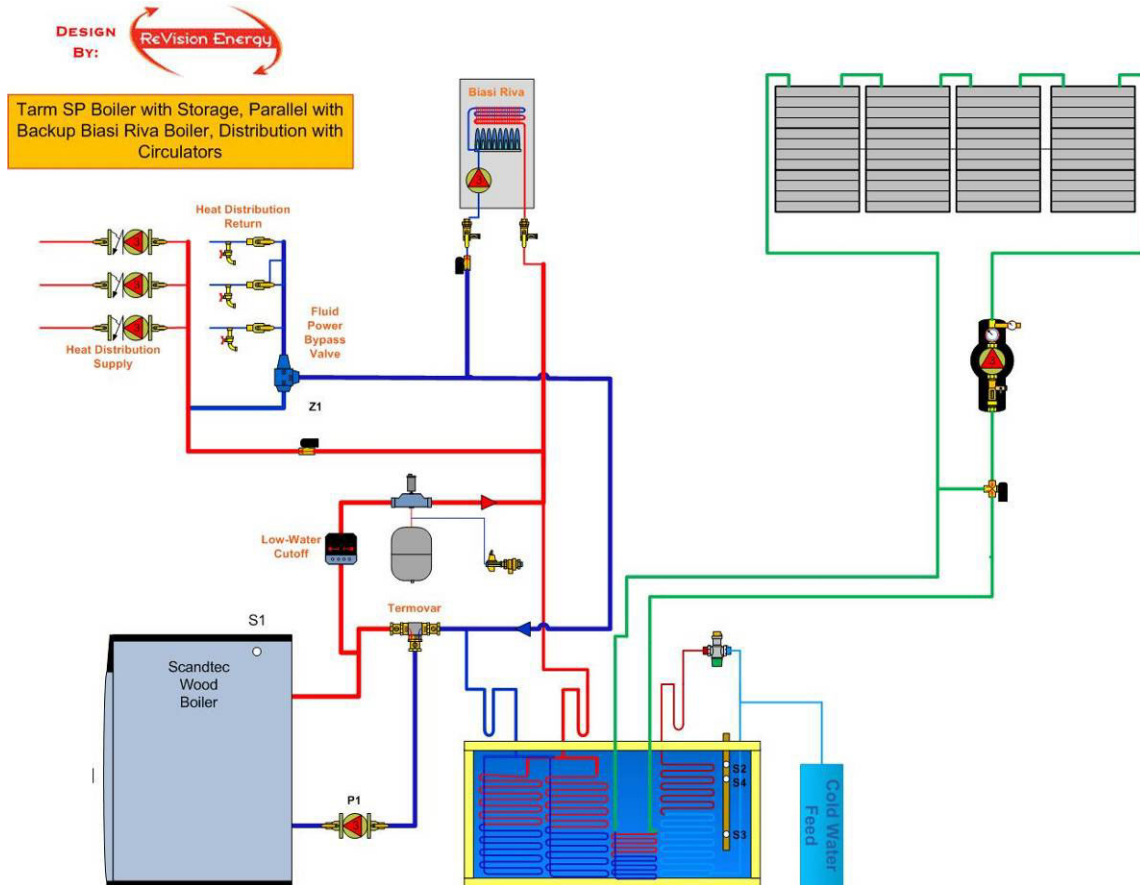 DESIGN
BY:
ReVision Energy
Tarm SP Boiler with Storage, Parallel with
Backup Biasi Riva Boiler, Distribution with
Circulators
Biasi Riva
Heat Distribution
Return
Fluid
Power
Bypass
Valve
Heat Distribution
Supply
Z1
Low-Water
Cutoff
Termovar
S1
Scandtec
Wood
Boiler
P1
S2
S4
S3
Cold Water
Feed